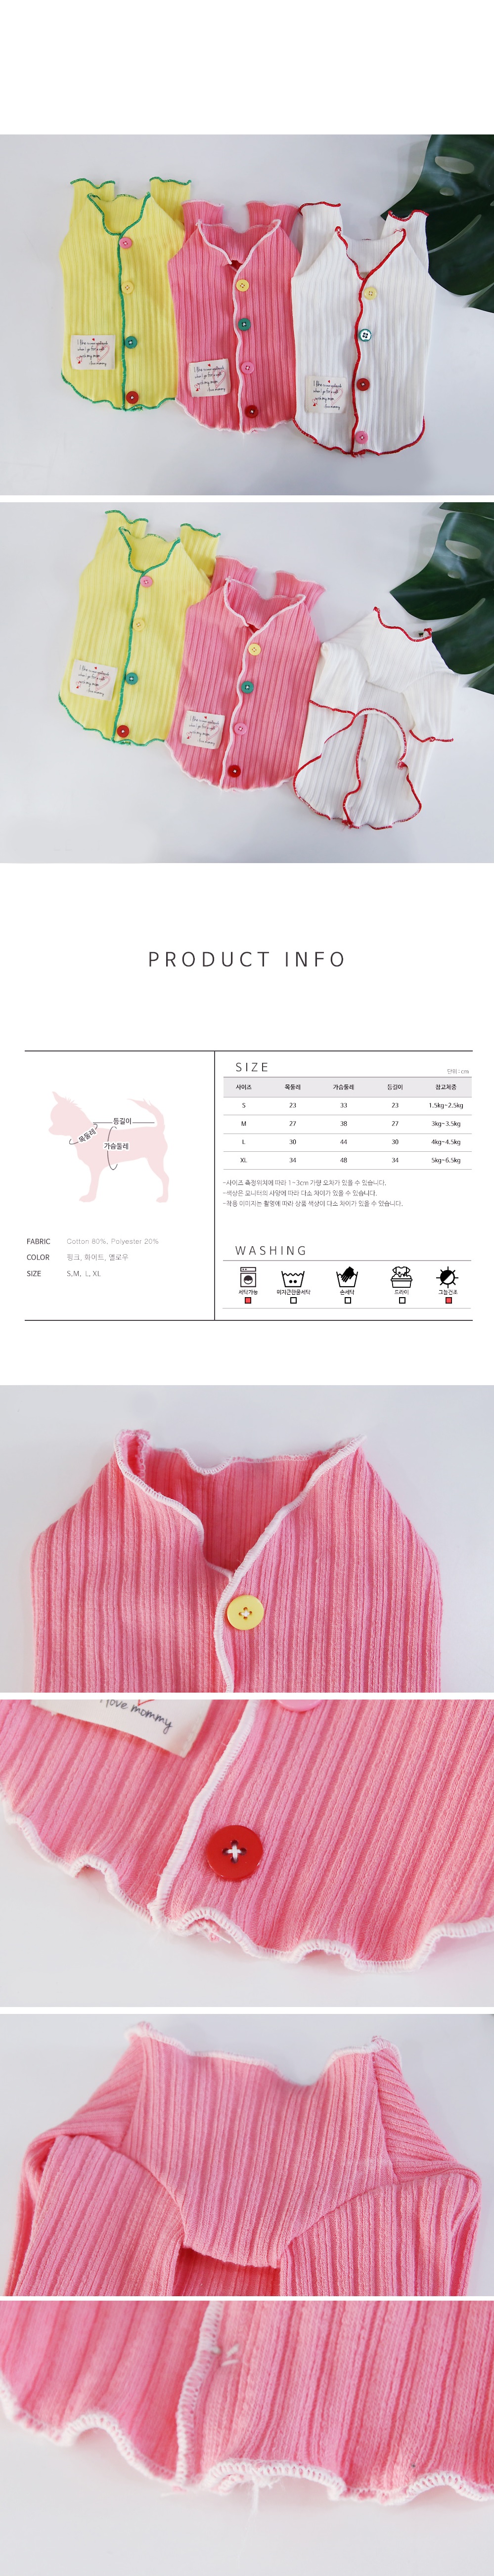 PRODUCT INFO
등길이
목둘레
가슴둘레
FABRIC Cotton 80%, Polyester 20%
COLOR 핑크, 화이트, 옐로우
SIZE S,M, L, XL
SIZE
단위: cm
사이즈 목둘레 가슴둘레 등길이 참고체중
S 23 33 23 1.5kg~2.5kg
M 27 38 27 3kg~3.5kg
L 30 44 30 4kg~4.5kg
XL 34 48 34 5kg~6.5kg
-사이즈 측정위치에 따라 1~3cm 가량 오차가 있을 수 있습니다.
-색상은 모니터의 사양에 따라 다소 차이가 있을 수 있습니다.
-착용 이미지는 촬영에 따라 상품 색상이 다소 차이가 있을 수 있습니다.
WASHING
세탁가능 미지근한물세탁 손세탁 드라이 그늘건조
love mommy